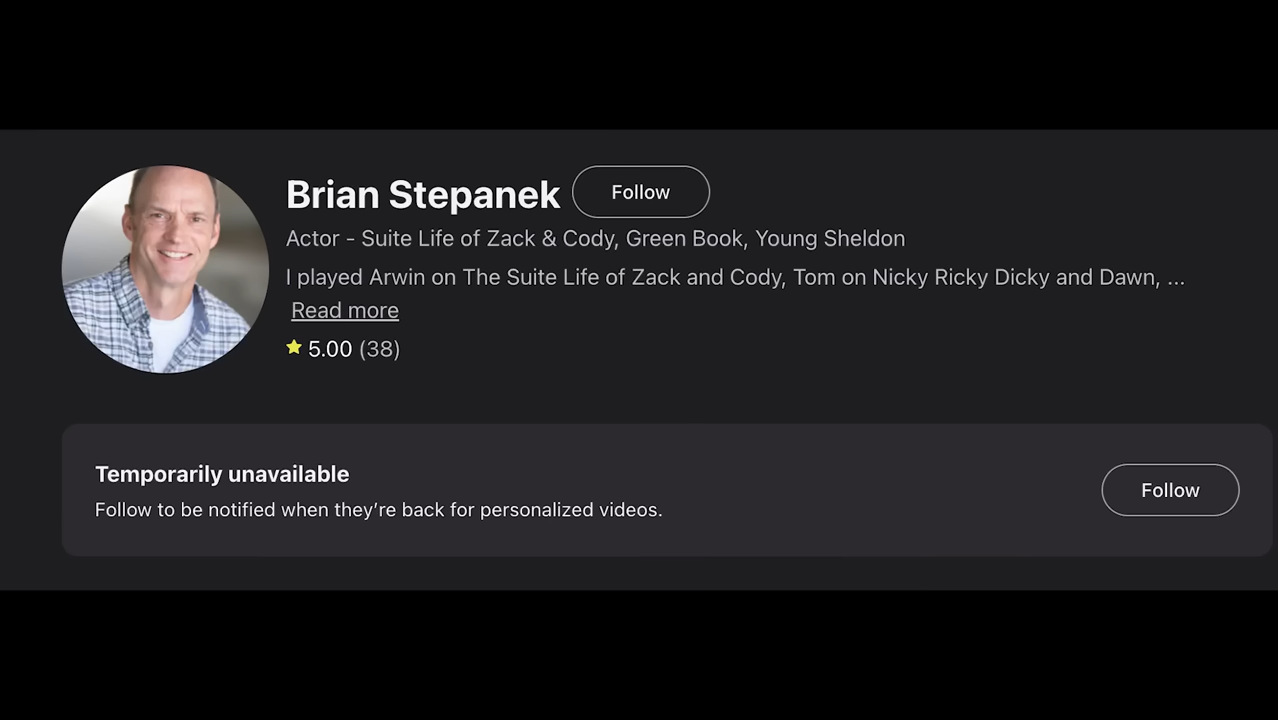 Brian Stepanek
Follow
Actor - Suite Life of Zack & Cody, Green Book, Young Sheldon
I played Arwin on The Suite Life of Zack and Cody, Tom on Nicky Ricky Dicky and Dawn, ...
Read more
5.00 (38)
Temporarily unavailable
Follow to be notified when they’re back for personalized videos.
Follow